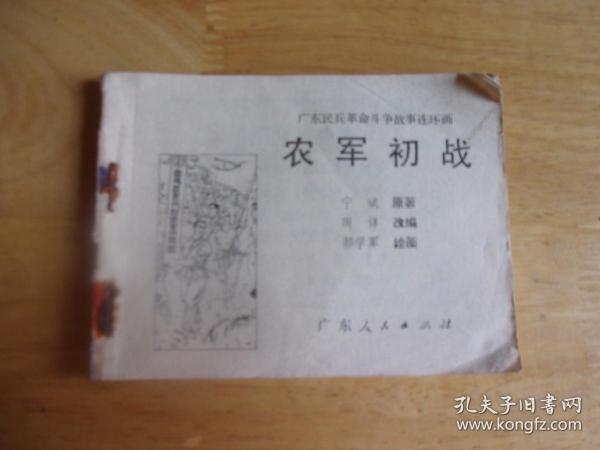 广东民兵革命斗争故事连环画
农军初战
宁斌 原著
周详 改编
郝学军 绘画
广东人民出版社
孔夫子旧书网
www.kongfz.com